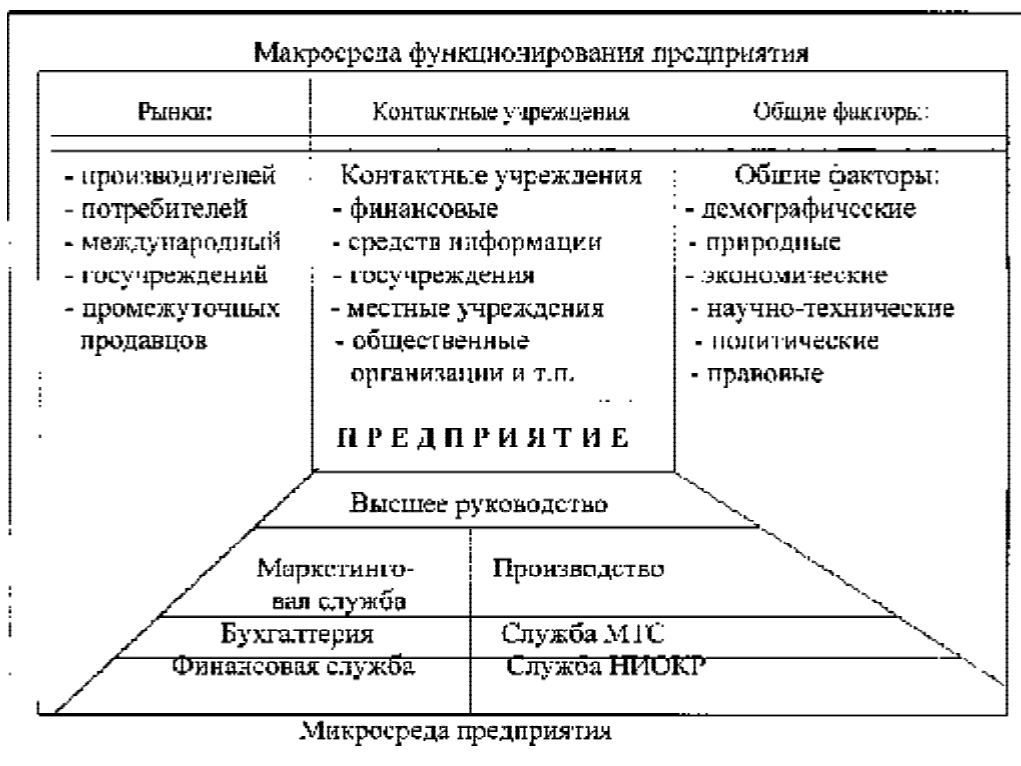 Макросреда функционирования предприятия
Рынки:
Контактные учреждения
Общие факторы:
- производителей
- потребителей
- международный
- госучреждений
- промежуточных
продавцов
Контактные учреждения
- финансовые
- средств информации
- госучреждения
- местные учреждения
- общественные
организации и т.п.
Общие факторы:
- демографические
- природные
- экономические
- научно-технические
- политические
- правовые
ПРЕДПРИЯТИЕ
Высшее руководство
Маркетинго-
вая служба
Производство
Бухгалтерия
Служба МТС
Финансовая служба
Служба НИОКР
Микросреда предприятия